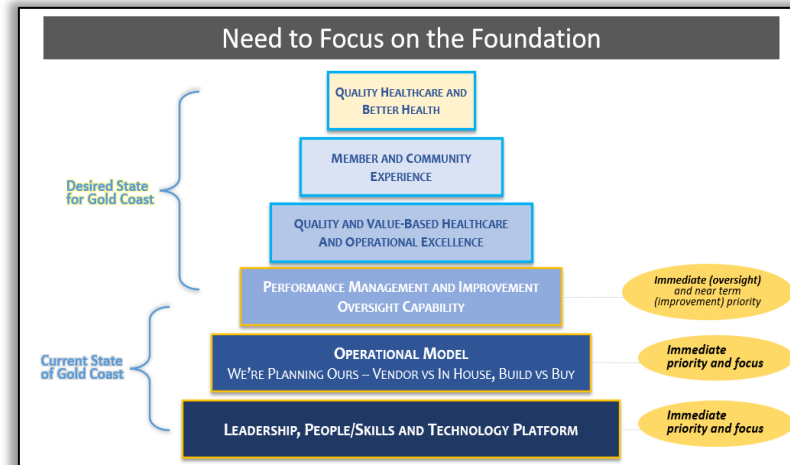 Need to Focus on the Foundation
QUALITY HEALTHCARE AND
BETTER HEALTH
MEMBER AND COMMUNITY
EXPERIENCE
Desired State
for Gold Coast
QUALITY AND VALUE-BASED HEALTHCARE
AND OPERATIONAL EXCELLENCE
PERFORMANCE MANAGEMENT AND IMPROVEMENT
OVERSIGHT CAPABILITY
Immediate (oversight)
and near term
(improvement) priority
Current State
of Gold Coast
OPERATIONAL MODEL
WE'RE PLANNING OURS – VENDOR VS IN HOUSE, BUILD VS BUY
Immediate
priority and focus
LEADERSHIP, PEOPLE/SKILLS AND TECHNOLOGY PLATFORM
Immediate
priority and focus